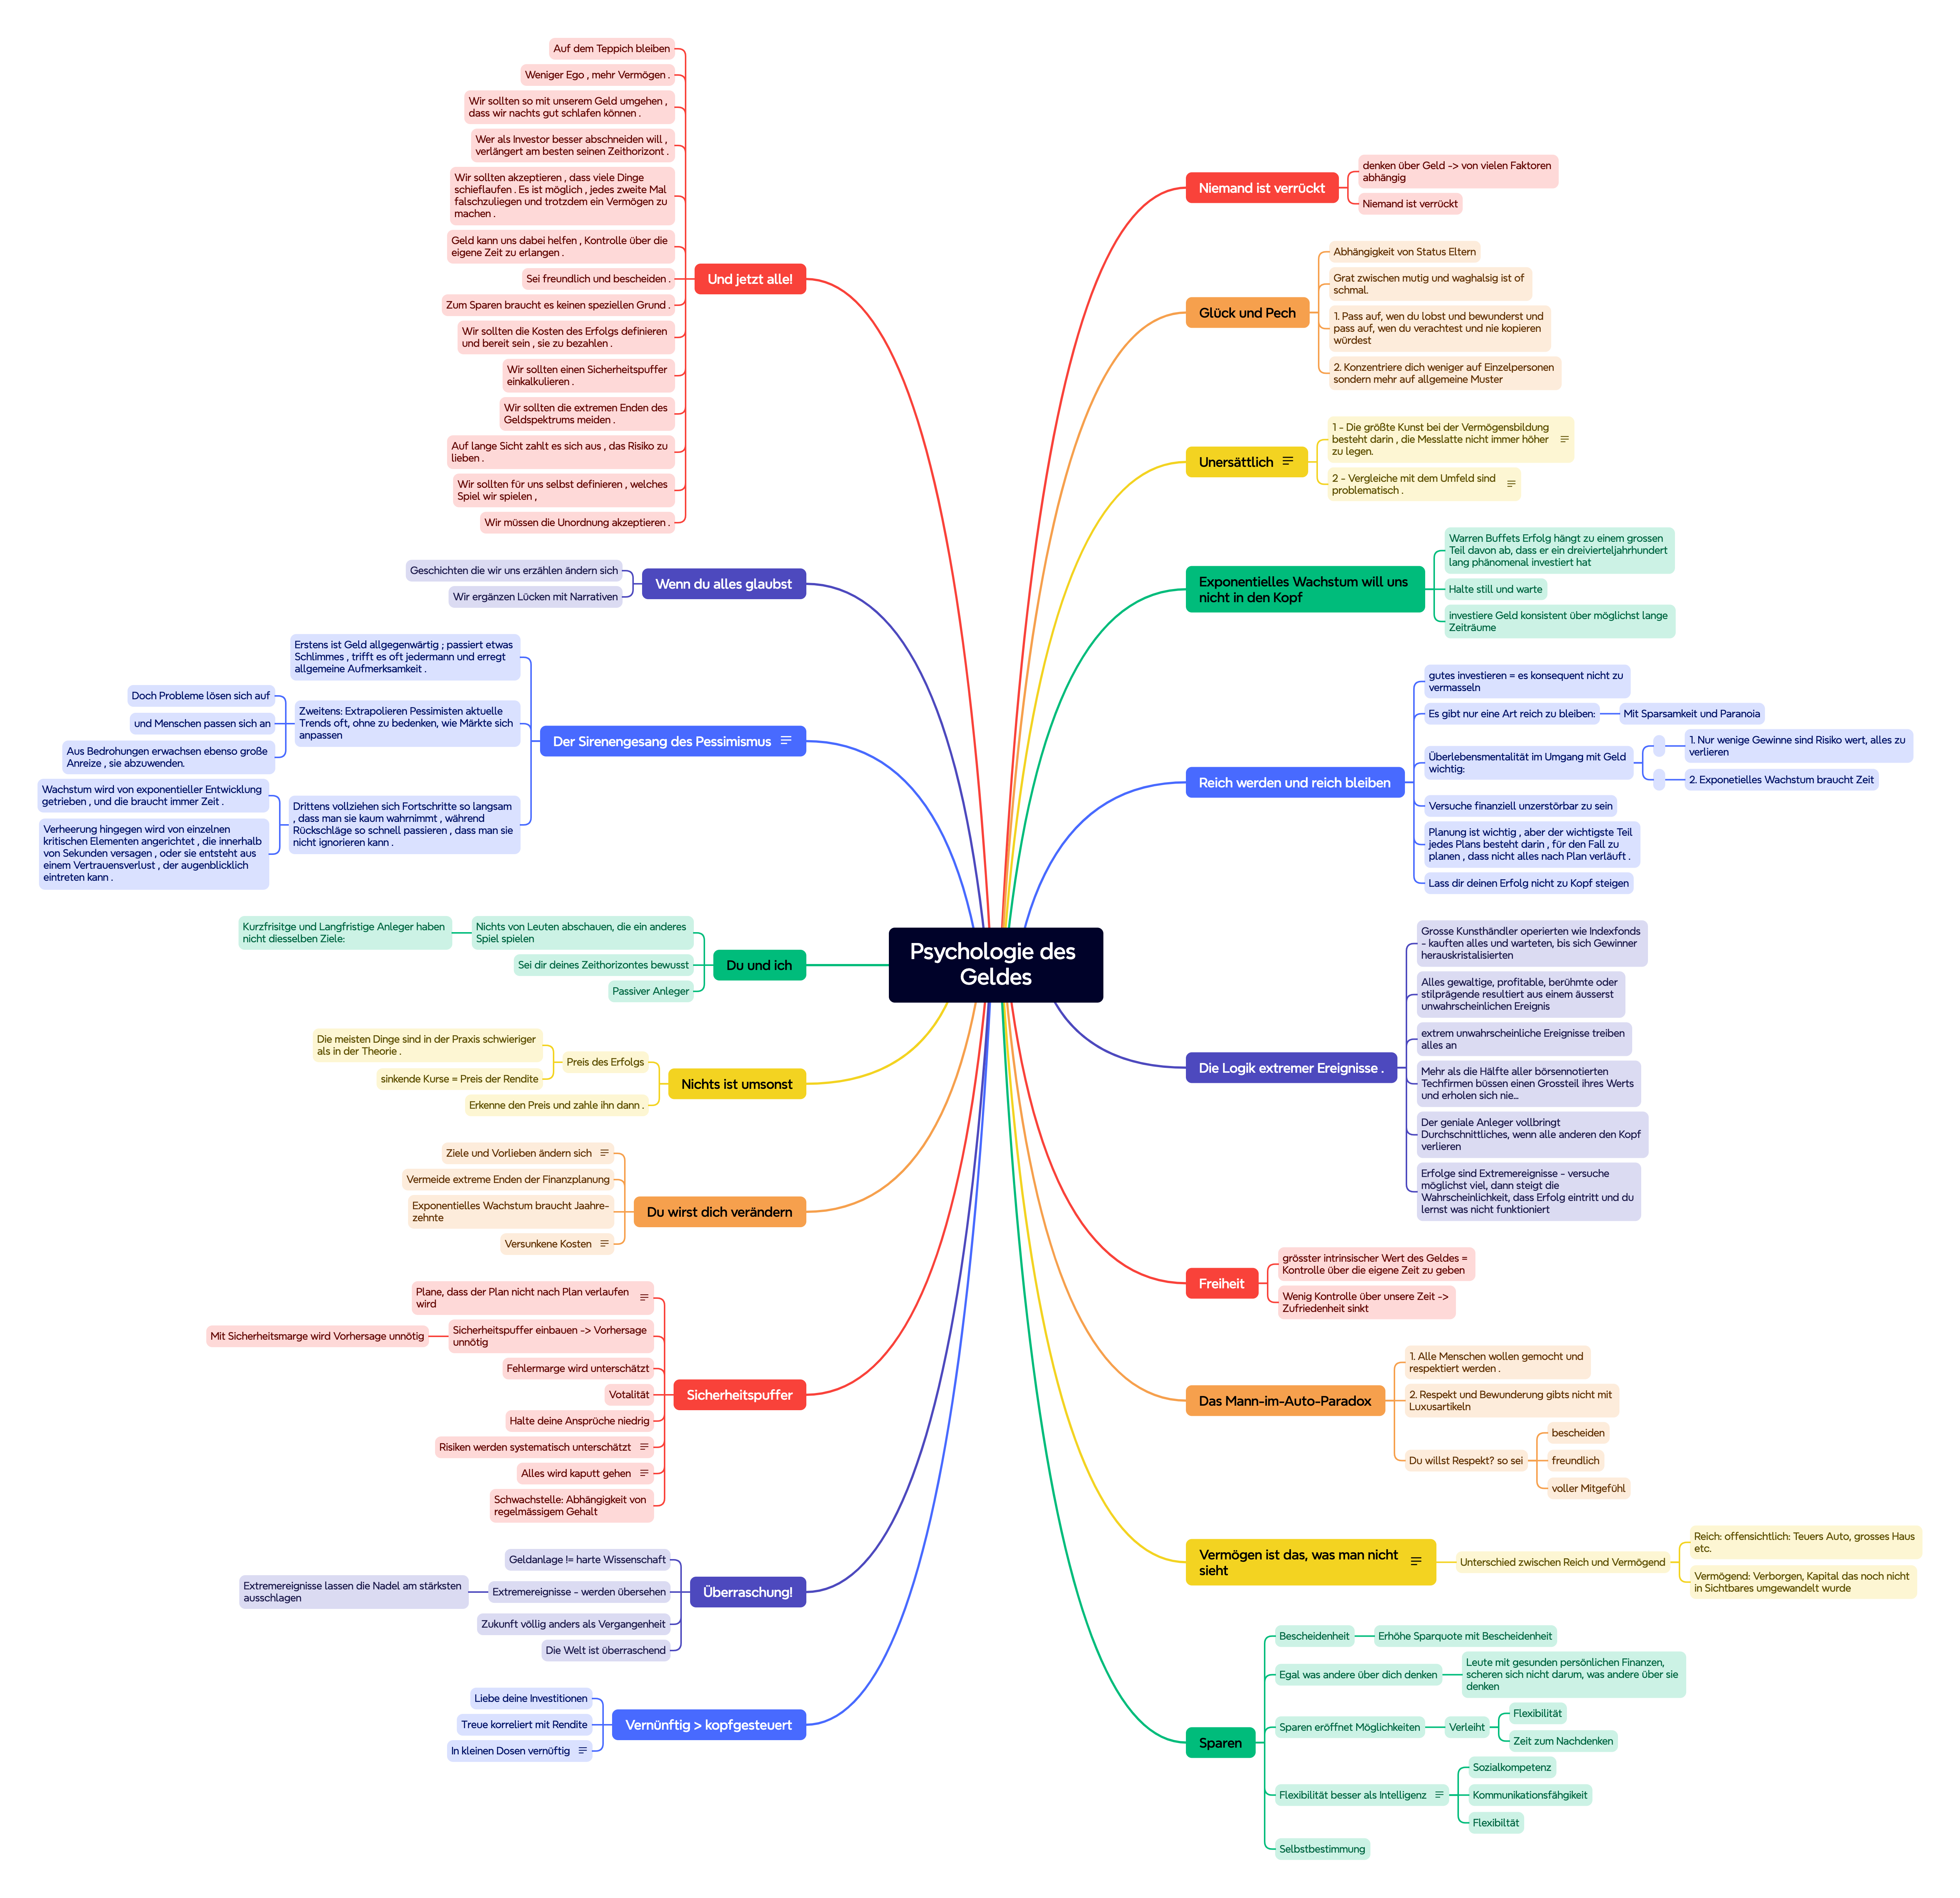 Psychologie des
Geldes
Niemand ist verrückt
denken über Geld -> von vielen Faktoren
abhängig
Niemand ist verrückt
Glück und Pech
Abhängigkeit von Status Eltern
Grat zwischen mutig und waghalsig ist of
schmal.
1. Pass auf, wen du lobst und bewunderst und
pass auf, wen du verachtest und nie kopieren
würdest
2. Konzentriere dich weniger auf Einzelpersonen
sondern mehr auf allgemeine Muster
Unersättlich
1 - Die größte Kunst bei der Vermögensbildung
besteht darin , die Messlatte nicht immer höher
zu legen.
2 - Vergleiche mit dem Umfeld sind
problematisch .
Exponentielles Wachstum will uns
nicht in den Kopf
Warren Buffets Erfolg hängt zu einem grossen
Teil davon ab, dass er ein dreivierteljahrhundert
lang phänomenal investiert hat
Halte still und warte
investiere Geld konsistent über möglichst lange
Zeiträume
Reich werden und reich bleiben
gutes investieren = es konsequent nicht zu
vermasseln
Es gibt nur eine Art reich zu bleiben:
Mit Sparsamkeit und Paranoia
Überlebensmentalität im Umgang mit Geld
wichtig:
1. Nur wenige Gewinne sind Risiko wert, alles zu
verlieren
2. Exponetielles Wachstum braucht Zeit
Versuche finanziell unzerstörbar zu sein
Planung ist wichtig , aber der wichtigste Teil
jedes Plans besteht darin , für den Fall zu
planen , dass nicht alles nach Plan verläuft .
Lass dir deinen Erfolg nicht zu Kopf steigen
Die Logik extremer Ereignisse .
Grosse Kunsthändler operierten wie Indexfonds
- kauften alles und warteten, bis sich Gewinner
herauskristalisierten
Alles gewaltige, profitable, berühmte oder
stilprägende resultiert aus einem äusserst
unwahrscheinlichen Ereignis
extrem unwahrscheinliche Ereignisse treiben
alles an
Mehr als die Hälfte aller börsennotierten
Techfirmen büssen einen Grossteil ihres Werts
und erholen sich nie...
Der geniale Anleger vollbringt
Durchschnittliches, wenn alle anderen den Kopf
verlieren
Erfolge sind Extremereignisse - versuche
möglichst viel, dann steigt die
Wahrscheinlichkeit, dass Erfolg eintritt und du
lernst was nicht funktioniert
Freiheit
grösster intrinsischer Wert des Geldes =
Kontrolle über die eigene Zeit zu geben
Wenig Kontrolle über unsere Zeit ->
Zufriedenheit sinkt
Das Mann-im-Auto-Paradox
1. Alle Menschen wollen gemocht und
respektiert werden .
2. Respekt und Bewunderung gibts nicht mit
Luxusartikeln
Du willst Respekt? so sei
bescheiden
freundlich
voller Mitgefühl
Vermögen ist das, was man nicht
sieht
Unterschied zwischen Reich und Vermögend
Reich: offensichtlich: Teuers Auto, grosses Haus
etc.
Vermögend: Verborgen, Kapital das noch nicht
in Sichtbares umgewandelt wurde
Sparen
Bescheidenheit
Erhöhe Sparquote mit Bescheidenheit
Egal was andere über dich denken
Leute mit gesunden persönlichen Finanzen,
scheren sich nicht darum, was andere über sie
denken
Sparen eröffnet Möglichkeiten
Verleiht
Flexibilität
Zeit zum Nachdenken
Flexibilität besser als Intelligenz
Sozialkompetenz
Kommunikationsfähgikeit
Flexibiltät
Selbstbestimmung
Und jetzt alle!
Auf dem Teppich bleiben
Weniger Ego , mehr Vermögen .
Wir sollten so mit unserem Geld umgehen ,
dass wir nachts gut schlafen können .
Wer als Investor besser abschneiden will ,
verlängert am besten seinen Zeithorizont .
Wir sollten akzeptieren , dass viele Dinge
schieflaufen . Es ist möglich , jedes zweite Mal
falschzuliegen und trotzdem ein Vermögen zu
machen .
Geld kann uns dabei helfen , Kontrolle über die
eigene Zeit zu erlangen .
Sei freundlich und bescheiden .
Zum Sparen braucht es keinen speziellen Grund .
Wir sollten die Kosten des Erfolgs definieren
und bereit sein , sie zu bezahlen .
Wir sollten einen Sicherheitspuffer
einkalkulieren .
Wir sollten die extremen Enden des
Geldspektrums meiden .
Auf lange Sicht zahlt es sich aus , das Risiko zu
lieben .
Wir sollten für uns selbst definieren , welches
Spiel wir spielen ,
Wir müssen die Unordnung akzeptieren .
Wenn du alles glaubst
Geschichten die wir uns erzählen ändern sich
Wir ergänzen Lücken mit Narrativen
Der Sirenengesang des Pessimismus
Erstens ist Geld allgegenwärtig ; passiert etwas
Schlimmes , trifft es oft jedermann und erregt
allgemeine Aufmerksamkeit .
Zweitens: Extrapolieren Pessimisten aktuelle
Trends oft, ohne zu bedenken, wie Märkte sich
anpassen
Doch Probleme lösen sich auf
und Menschen passen sich an
Aus Bedrohungen erwachsen ebenso große
Anreize , sie abzuwenden.
Drittens vollziehen sich Fortschritte so langsam
, dass man sie kaum wahrnimmt , während
Rückschläge so schnell passieren , dass man sie
nicht ignorieren kann .
Wachstum wird von exponentieller Entwicklung
getrieben , und die braucht immer Zeit .
Verheerung hingegen wird von einzelnen
kritischen Elementen angerichtet , die innerhalb
von Sekunden versagen , oder sie entsteht aus
einem Vertrauensverlust , der augenblicklich
eintreten kann .
Du und ich
Nichts von Leuten abschauen, die ein anderes
Spiel spielen
Kurzfrisitge und Langfristige Anleger haben
nicht diesselben Ziele:
Sei dir deines Zeithorizontes bewusst
Passiver Anleger
Nichts ist umsonst
Preis des Erfolgs
Die meisten Dinge sind in der Praxis schwieriger
als in der Theorie .
sinkende Kurse = Preis der Rendite
Erkenne den Preis und zahle ihn dann .
Du wirst dich verändern
Ziele und Vorlieben ändern sich
Vermeide extreme Enden der Finanzplanung
Exponentielles Wachstum braucht Jaahre-
zehnte
Versunkene Kosten
Sicherheitspuffer
Plane, dass der Plan nicht nach Plan verlaufen
wird
Sicherheitspuffer einbauen -> Vorhersage
unnötig
Mit Sicherheitsmarge wird Vorhersage unnötig
Fehlermarge wird unterschätzt
Votalität
Halte deine Ansprüche niedrig
Risiken werden systematisch unterschätzt
Alles wird kaputt gehen
Schwachstelle: Abhängigkeit von
regelmässigem Gehalt
Überraschung!
Geldanlage != harte Wissenschaft
Extremereignisse - werden übersehen
Extremereignisse lassen die Nadel am stärksten
ausschlagen
Zukunft völlig anders als Vergangenheit
Die Welt ist überraschend
Vernünftig > kopfgesteuert
Liebe deine Investitionen
Treue korreliert mit Rendite
In kleinen Dosen vernüftig